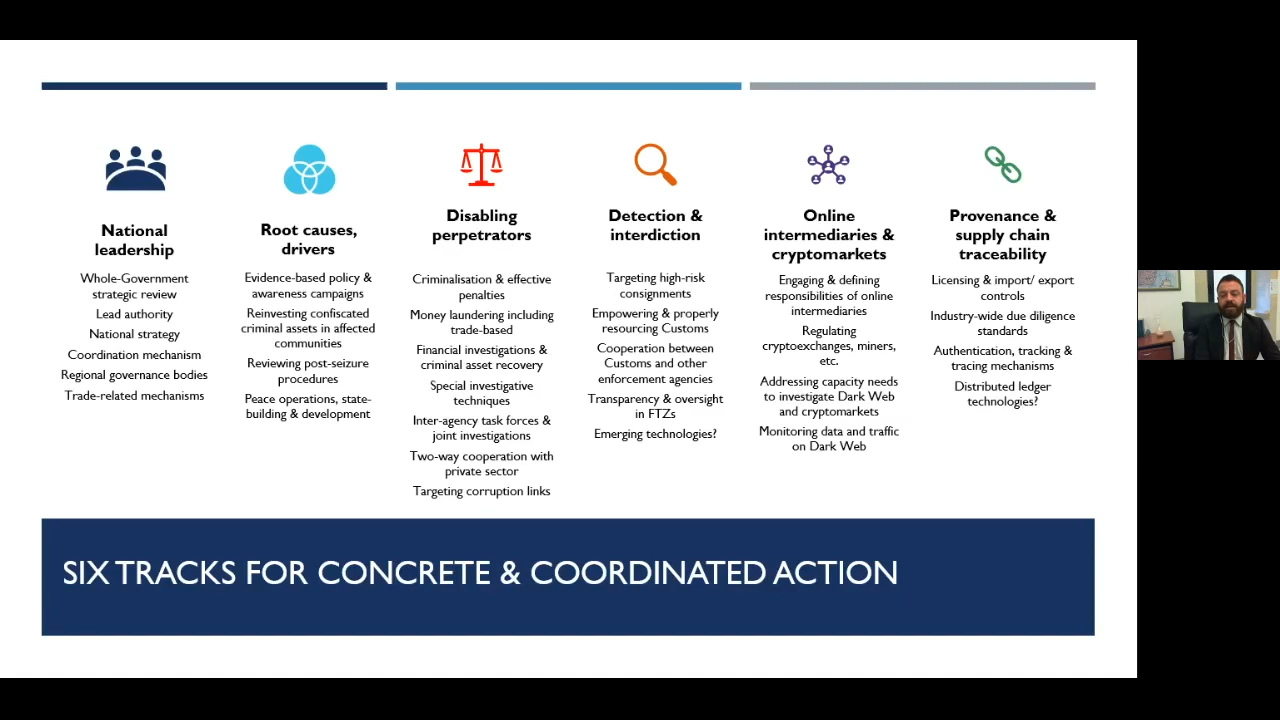 National
leadership
Whole-Government
strategic review
Lead authority
National strategy
Coordination mechanism
Regional governance bodies
Trade-related mechanisms
Root causes,
drivers
Evidence-based policy &
awareness campaigns
Reinvesting confiscated
criminal assets in affected
communities
Reviewing post-seizure
procedures
Peace operations, state-
building & development
Disabling
perpetrators
Criminalisation & effective
penalties
Money laundering including
trade-based
Financial investigations &
criminal asset recovery
Special investigative
techniques
Inter-agency task forces &
joint investigations
Two-way cooperation with
private sector
Targeting corruption links
Detection &
interdiction
Targeting high-risk
consignments
Empowering & properly
resourcing Customs
Cooperation between
Customs and other
enforcement agencies
Transparency & oversight
in FTZs
Emerging technologies?
Online
intermediaries &
cryptomarkets
Engaging & defining
responsibilities of online
intermediaries
Regulating
cryptoexchanges, miners,
etc.
Addressing capacity needs
to investigate Dark Web
and cryptomarkets
Monitoring data and traffic
on Dark Web
Provenance &
supply chain
traceability
Licensing & import/ export
controls
Industry-wide due diligence
standards
Authentication, tracking &
tracing mechanisms
Distributed ledger
technologies?
SIX TRACKS FOR CONCRETE & COORDINATED ACTION